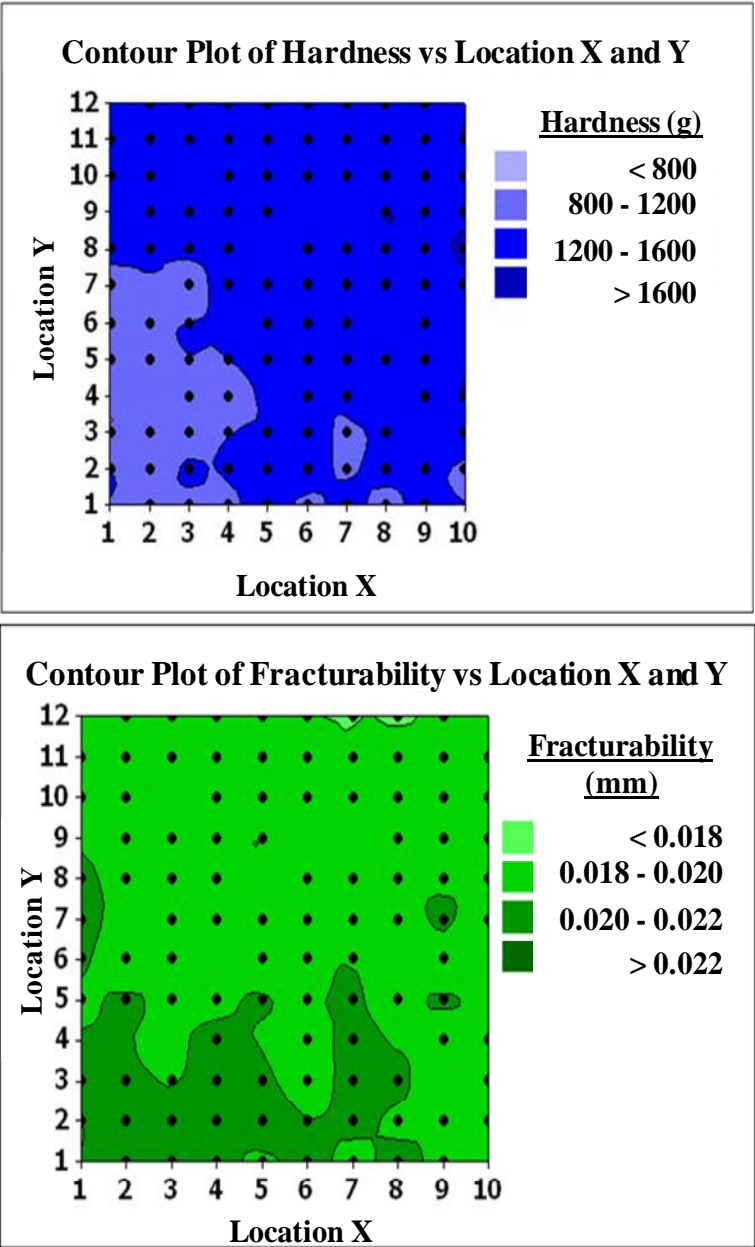 Contour Plot of Hardness vs Location X and Y
12
11
10
9
8
7
6
5
4
3
2
1
Location Y
1 2 3 4 5 6 7 8 9 10
Location X
Hardness (g)
< 800
800 - 1200
1200 - 1600
> 1600
Contour Plot of Fracturability vs Location X and Y
12
11
10
9
8
7
6
5
4
3
2
1
Location Y
1 2 3 4 5 6 7 8 9 10
Location X
Fracturability
(mm)
< 0.018
0.018 - 0.020
0.020 - 0.022
> 0.022